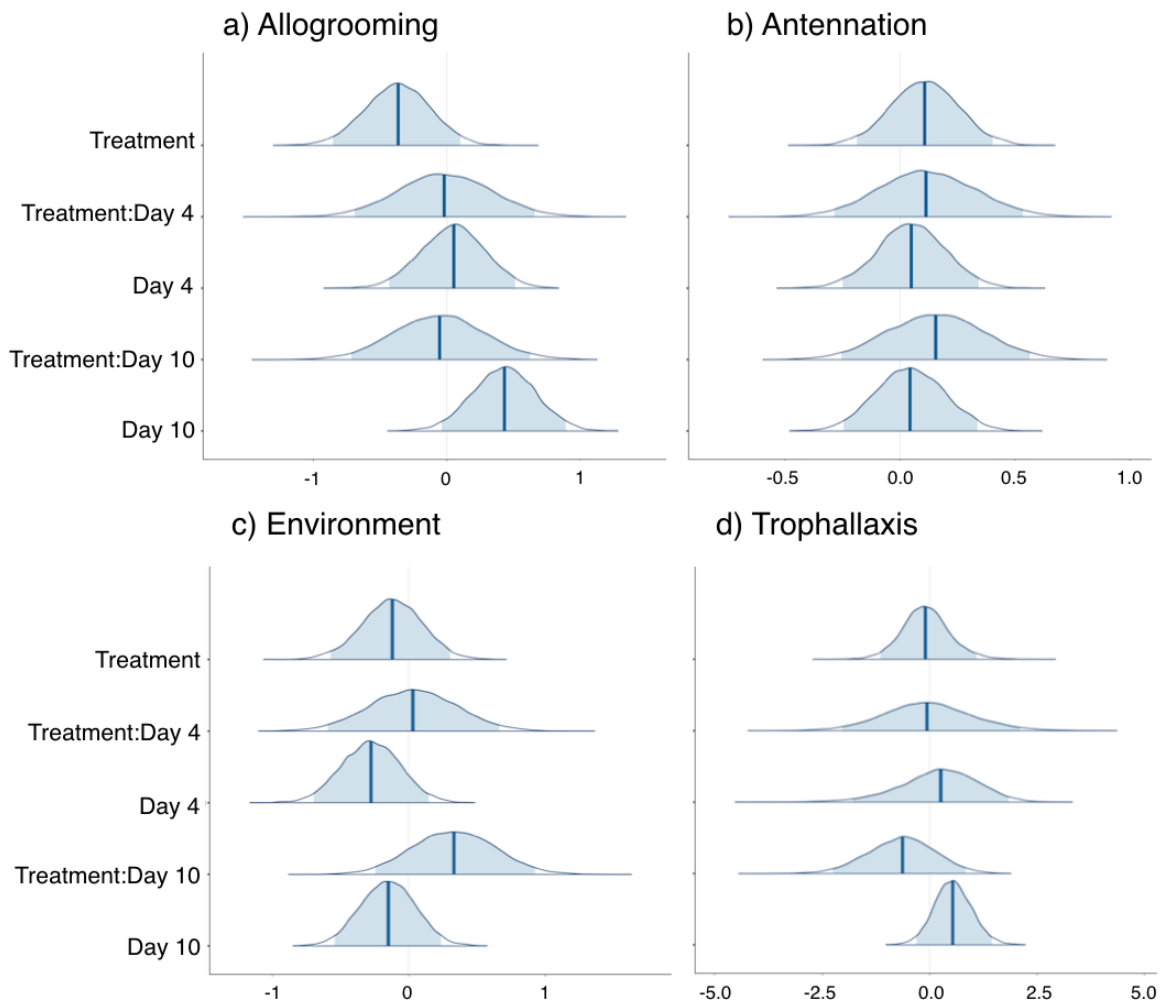 a) Allogrooming
b) Antennation
Treatment
Treatment:Day 4
Day 4
Treatment:Day 10
Day 10
-1 0 1
-0.5 0.0 0.5 1.0
c) Environment
d) Trophallaxis
Treatment
Treatment:Day 4
Day 4
Treatment:Day 10
Day 10
-1 0 1
-5.0 -2.5 0.0 2.5 5.0